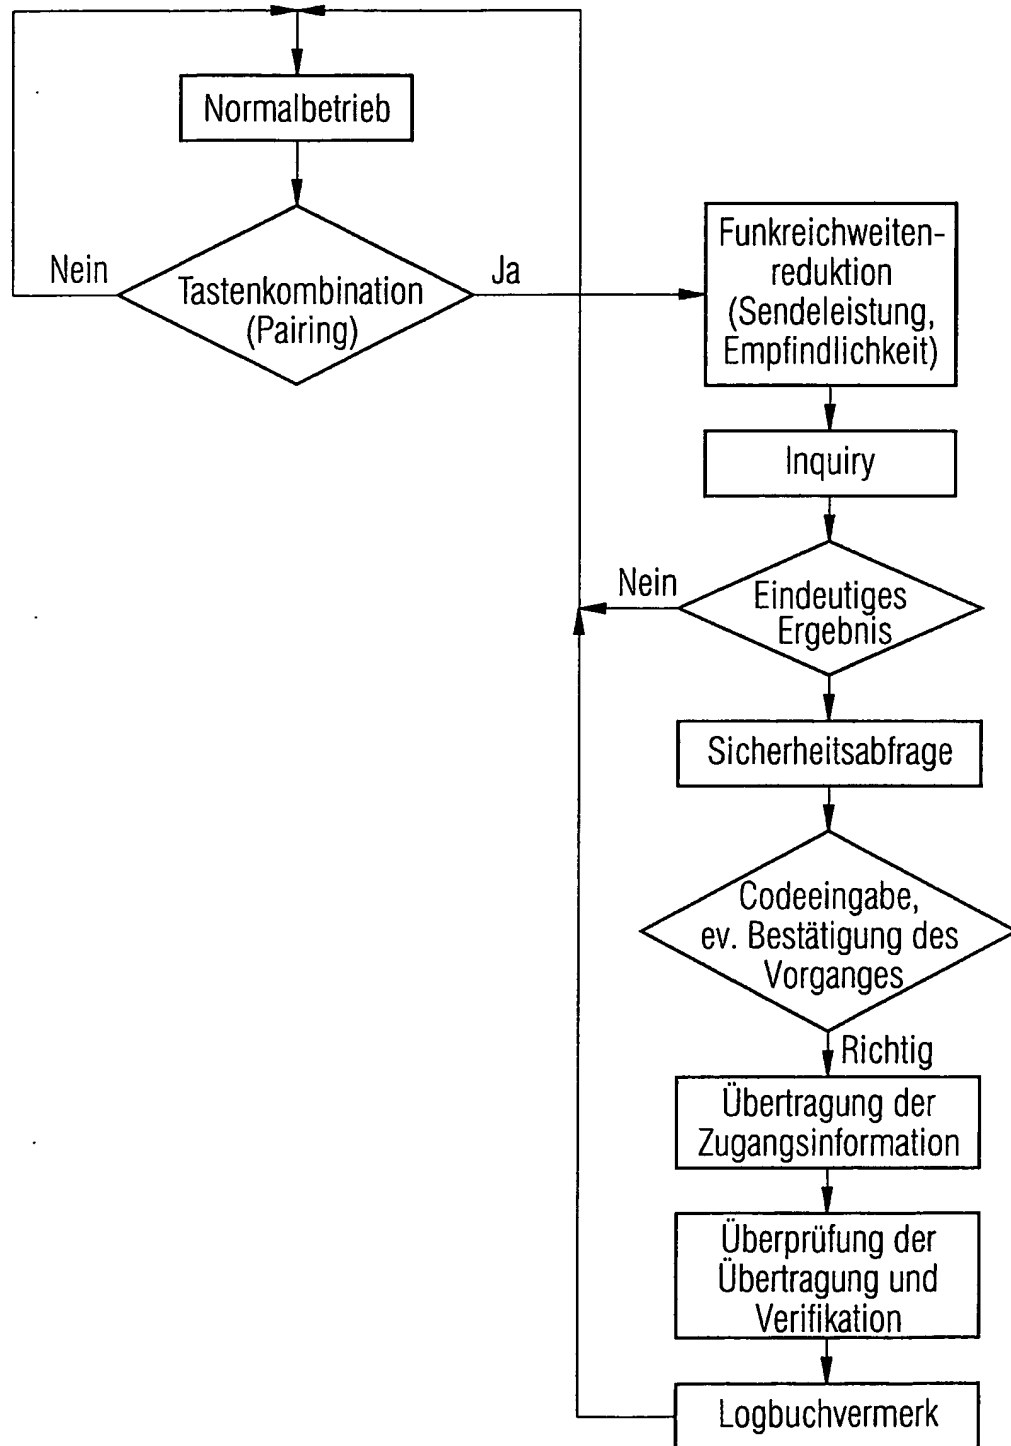 Normalbetrieb
Nein
Tastenkombination
(Pairing)
Ja
Funkreichweiten-
reduktion
(Sendeleistung,
Empfindlichkeit)
Inquiry
Nein
Eindeutiges
Ergebnis
Sicherheitsabfrage
Codeeingabe,
ev. Bestätigung des
Vorganges
Richtig
Übertragung der
Zugangsinformation
Überprüfung der
Übertragung und
Verifikation
Logbuchvermerk